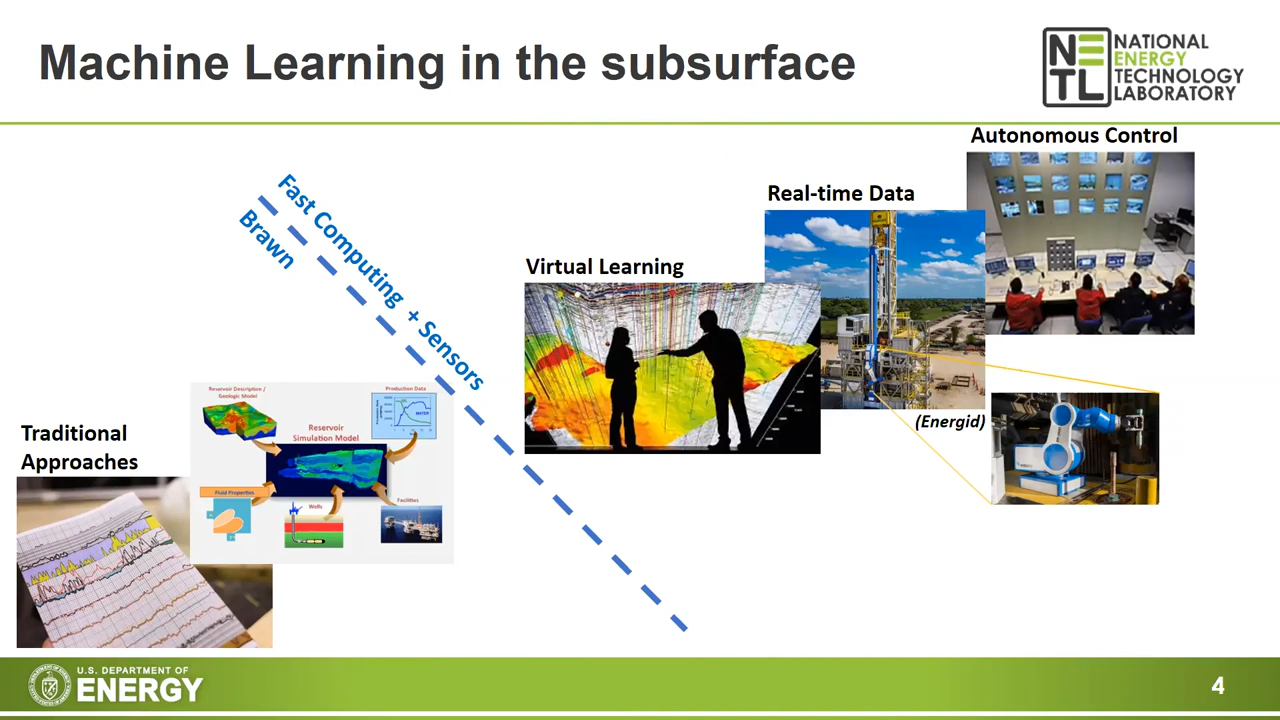 Machine Learning in the subsurface
NETL
NATIONAL
ENERGY
TECHNOLOGY
LABORATORY
Autonomous Control
Real-time Data
Virtual Learning
Fast Computing + Sensors
Brawn
(Energid)
Traditional
Approaches
Reservoir Description /
Geologic Model
Production Data
WATER
Reservoir
Simulation Model
Fluid Properties
Wells
Facilities
U.S. DEPARTMENT OF
ENERGY
4